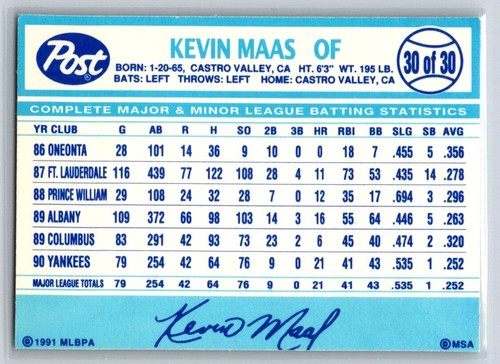 Post
KEVIN MAAS OF
30 of 30
BORN: 1-20-65, CASTRO VALLEY, CA HT. 6'3" WT. 195 LB.
BATS: LEFT THROWS: LEFT HOME: CASTRO VALLEY, CA
COMPLETE MAJOR & MINOR LEAGUE BATTING STATISTICS
YR CLUB G AB R H SO 2B 3B HR RBI BB SLG SB AVG
86 ONEONTA 28 101 14 36 9 10 0 0 18 7 .455 5 .356
87 FT. LAUDERDALE 116 439 77 122 108 28 4 11 73 53 .435 14 .278
88 PRINCE WILLIAM 29 108 24 32 28 7 0 12 35 17 .694 3 .296
89 ALBANY 109 372 66 98 103 14 3 16 55 64 .446 5 .263
89 COLUMBUS 83 291 42 93 73 23 2 6 45 40 .474 2 .320
90 YANKEES 79 254 42 64 76 9 0 21 41 43 .535 1 .252
MAJOR LEAGUE TOTALS 79 254 42 64 76 9 0 21 41 43 .535 1 .252
Kevin Maas
© 1991 MLBPA
© MSA